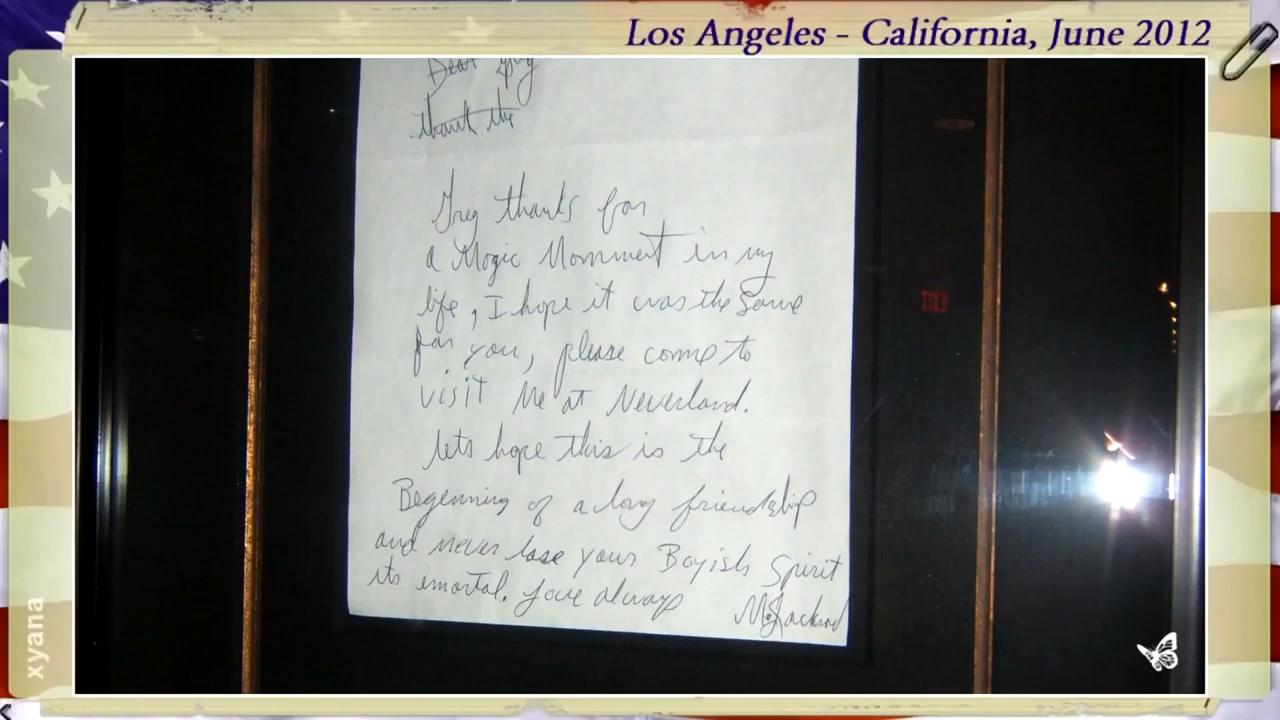 Los Angeles - California, June 2012
Dear Greg
thank the
Greg thanks for
a Magic Momment in my
life, I hope it was the same
for you, please come to
visit Me at Neverland.
lets hope this is the
Begenning of a long friendship
and never lose your Boyish Spirit
its emortal. Love always
MJackson
xyana